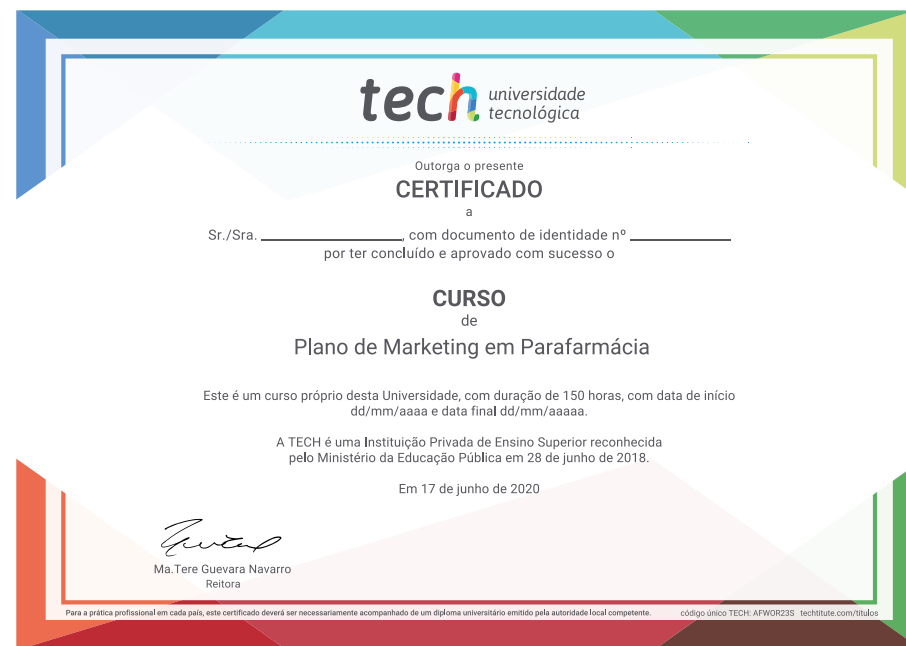 tech universidade
tecnológica
Outorga o presente
CERTIFICADO
a
Sr./Sra. ____________________, com documento de identidade nº ______________
por ter concluído e aprovado com sucesso o
CURSO
de
Plano de Marketing em Parafarmácia
Este é um curso próprio desta Universidade, com duração de 150 horas, com data de início
dd/mm/aaaa e data final dd/mm/aaaaa.
A TECH é uma Instituição Privada de Ensino Superior reconhecida
pelo Ministério da Educação Pública em 28 de junho de 2018.
Em 17 de junho de 2020
Ma.Tere Guevara Navarro
Reitora
Para a prática profissional em cada país, este certificado deverá ser necessariamente acompanhado de um diploma universitário emitido pela autoridade local competente. código único TECH: AFWOR23S techtitute.com/titulos